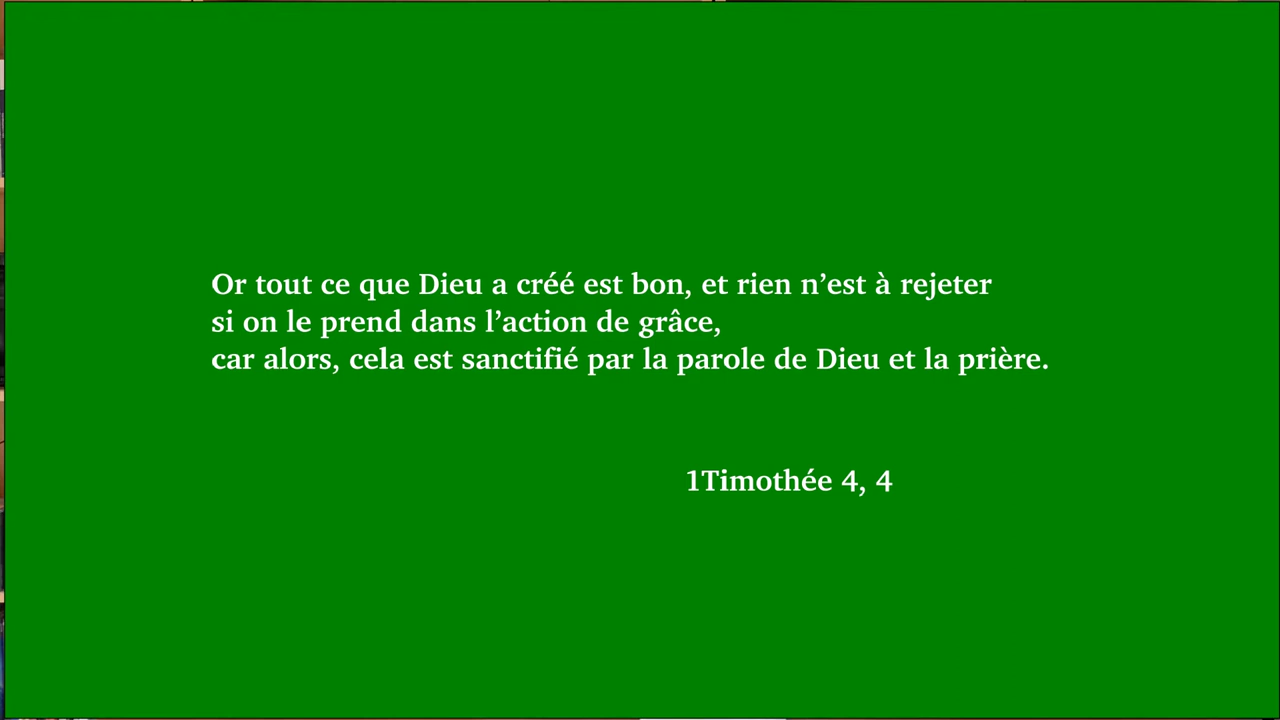 Or tout ce que Dieu a créé est bon, et rien n’est à rejeter
si on le prend dans l’action de grâce,
car alors, cela est sanctifié par la parole de Dieu et la prière.
1Timothée 4, 4